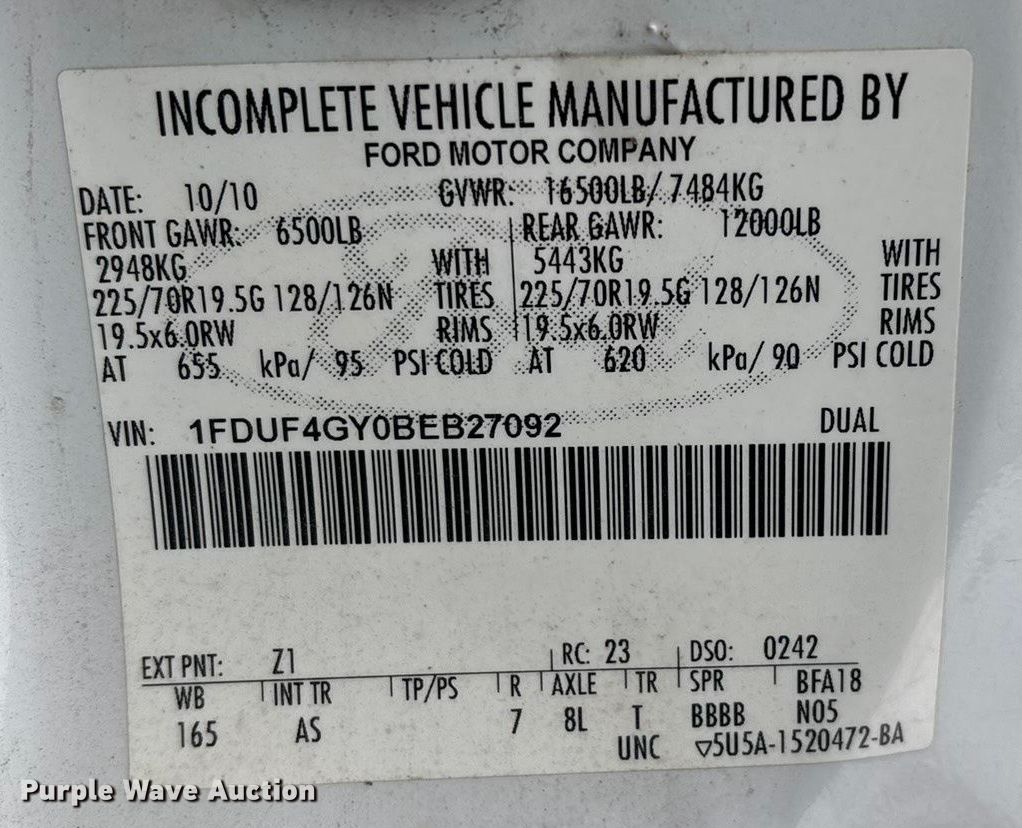 INCOMPLETE VEHICLE MANUFACTURED BY
FORD MOTOR COMPANY
DATE: 10/10 GVWR: 16500LB/ 7484KG
FRONT GAWR: 6500LB REAR GAWR: 12000LB
2948KG WITH 5443KG WITH
225/70R19.5G 128/126N TIRES 225/70R19.5G 128/126N TIRES
19.5x6.0RW RIMS 19.5x6.0RW RIMS
AT 655 kPa/ 95 PSI COLD AT 620 kPa/ 90 PSI COLD
VIN: 1FDUF4GY0BEB27092 DUAL
EXT PNT: Z1 RC: 23 DSO: 0242
WB INT TR TP/PS R AXLE TR SPR BFA18
165 AS 7 8L T BBBB N05
UNC ▽5U5A-1520472-BA
Purple Wave Auction